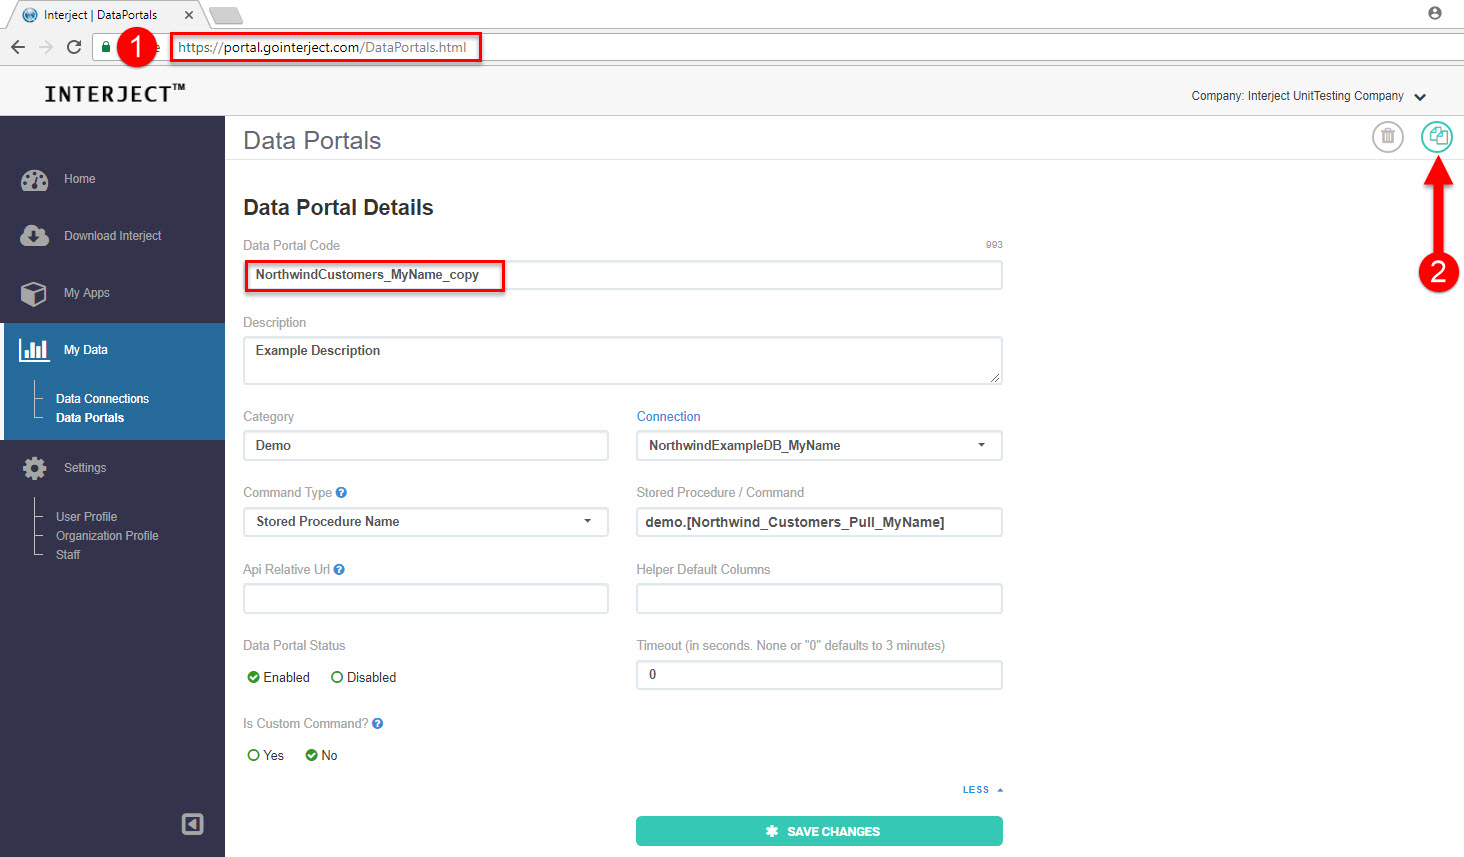 Interject | DataPortals
1
e
https://portal.gointerject.com/DataPortals.html
INTERJECT™
Company: Interject UnitTesting Company
Data Portals
Home
Download Interject
My Apps
My Data
Data Connections
Data Portals
Settings
User Profile
Organization Profile
Staff
2
Data Portal Details
Data Portal Code
993
NorthwindCustomers_MyName_copy
Description
Example Description
Category
Connection
Demo
NorthwindExampleDB_MyName
Command Type ?
Stored Procedure / Command
Stored Procedure Name
demo.[Northwind_Customers_Pull_MyName]
Api Relative Url ?
Helper Default Columns
Data Portal Status
Timeout (in seconds. None or "0" defaults to 3 minutes)
Enabled Disabled
0
Is Custom Command? ?
Yes No
LESS
SAVE CHANGES